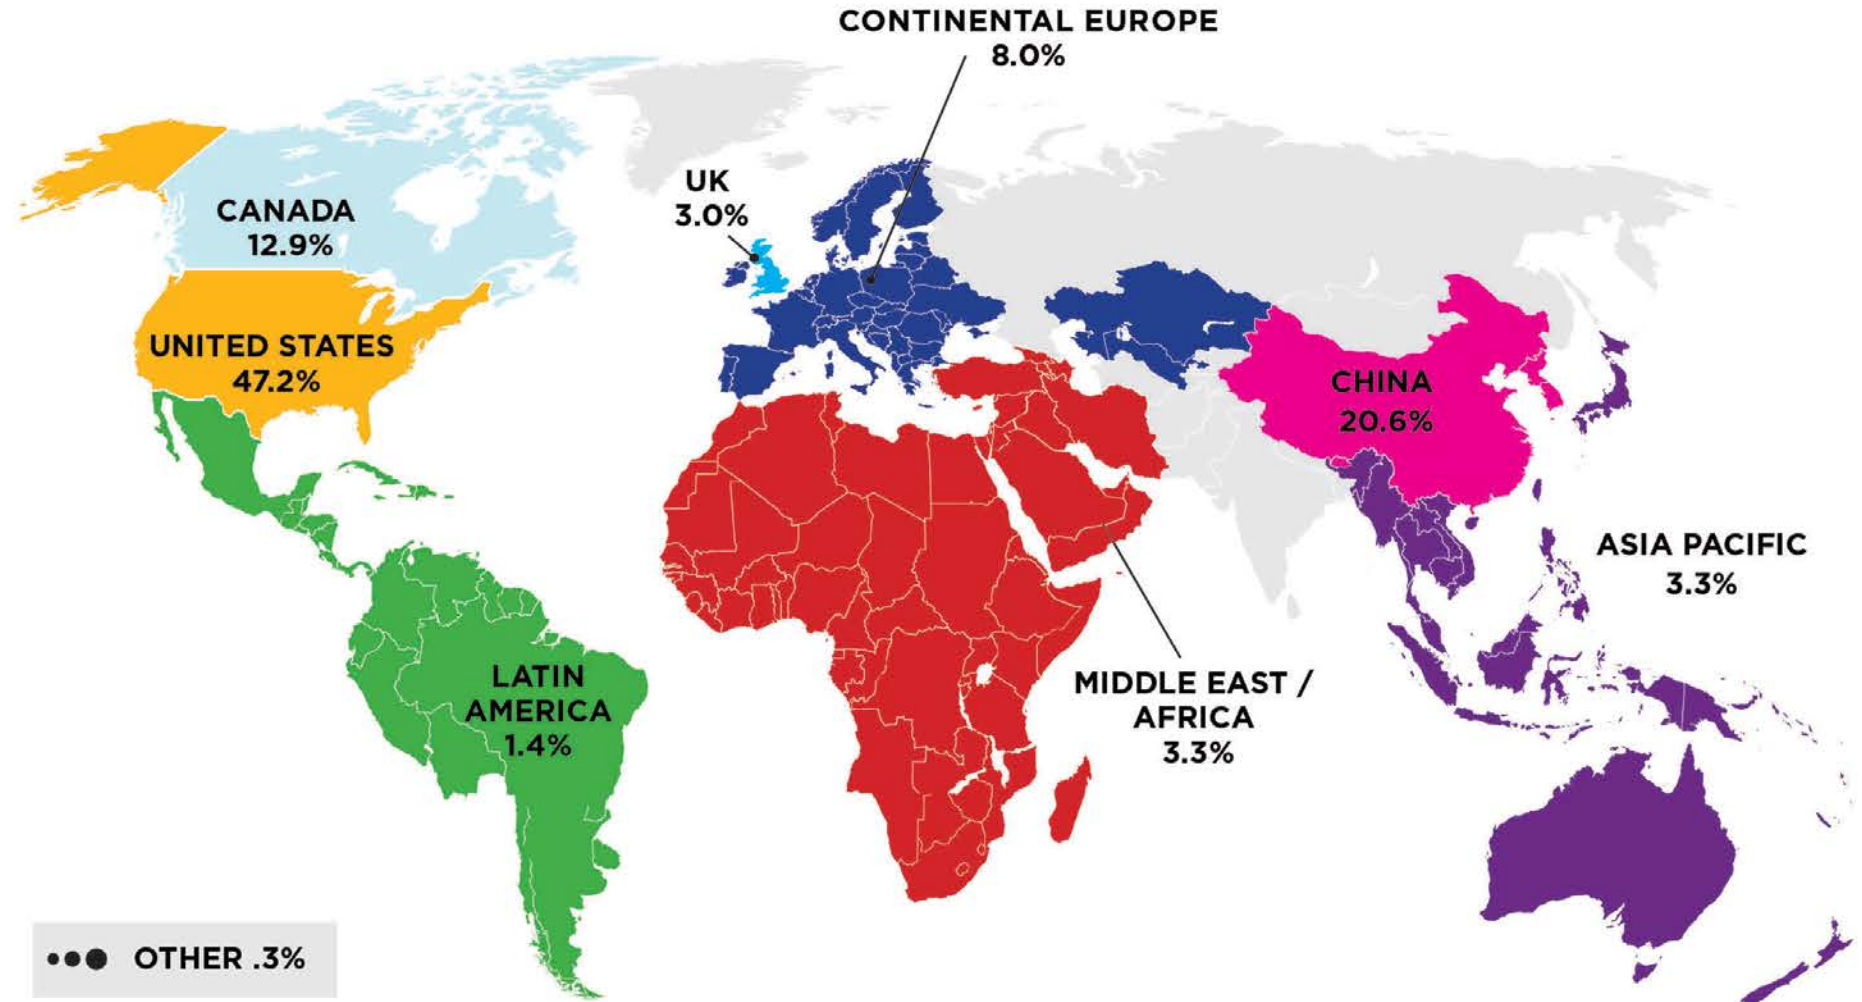 CONTINENTAL EUROPE
8.0%
UK
3.0%
CANADA
12.9%
UNITED STATES
47.2%
CHINA
20.6%
ASIA PACIFIC
3.3%
LATIN
AMERICA
1.4%
MIDDLE EAST /
AFRICA
3.3%
OTHER .3%